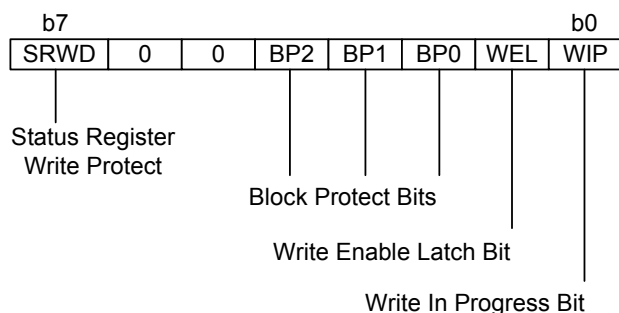 b7 b0
SRWD 0 0 BP2 BP1 BP0 WEL WIP
Status Register
Write Protect
Block Protect Bits
Write Enable Latch Bit
Write In Progress Bit